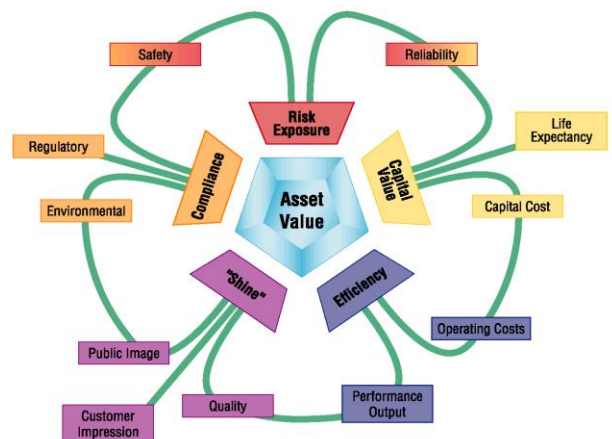 Safety
Reliability
Risk
Exposure
Life
Expectancy
Regulatory
Compliance
Capital
Value
Asset
Value
Environmental
Capital Cost
"Shine"
Efficiency
Operating Costs
Public Image
Performance
Output
Quality
Customer
Impression